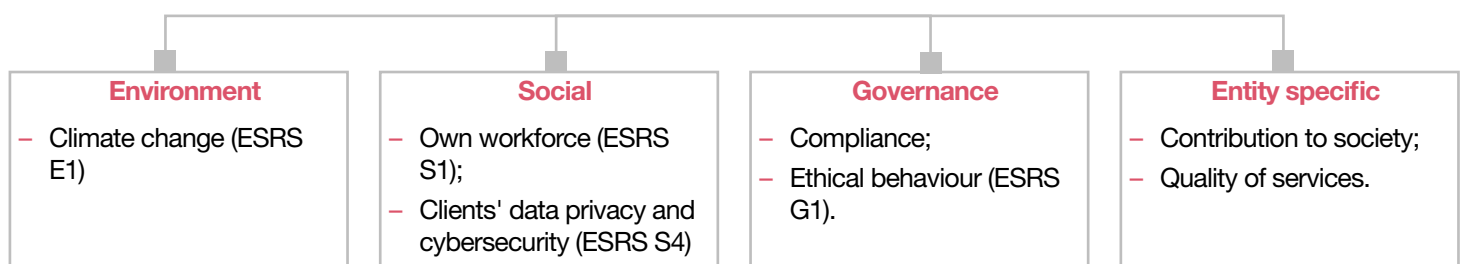 Environment
– Climate change (ESRS
E1)
Social
– Own workforce (ESRS
S1);
– Clients' data privacy and
cybersecurity (ESRS S4)
Governance
– Compliance;
– Ethical behaviour (ESRS
G1).
Entity specific
– Contribution to society;
– Quality of services.